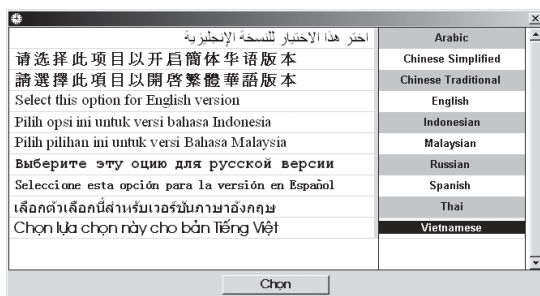 اختر هذا الاختيار للنسخة الإنجليزية Arabic
请选择此项目以开启简体华语版本 Chinese Simplified
請選擇此項目以開啓繁體華語版本 Chinese Traditional
Select this option for English version English
Pilih opsi ini untuk versi bahasa Indonesia Indonesian
Pilih pilihan ini untuk versi Bahasa Malaysia Malaysian
Выберите эту оцию для русской версии Russian
Seleccione esta opción para la versión en Español Spanish
เลือกตัวเลือกนี้สำหรับเวอร์ชันภาษาอังกฤษ Thai
Chọn lựa chọn này cho bản Tiếng Việt Vietnamese
Chọn